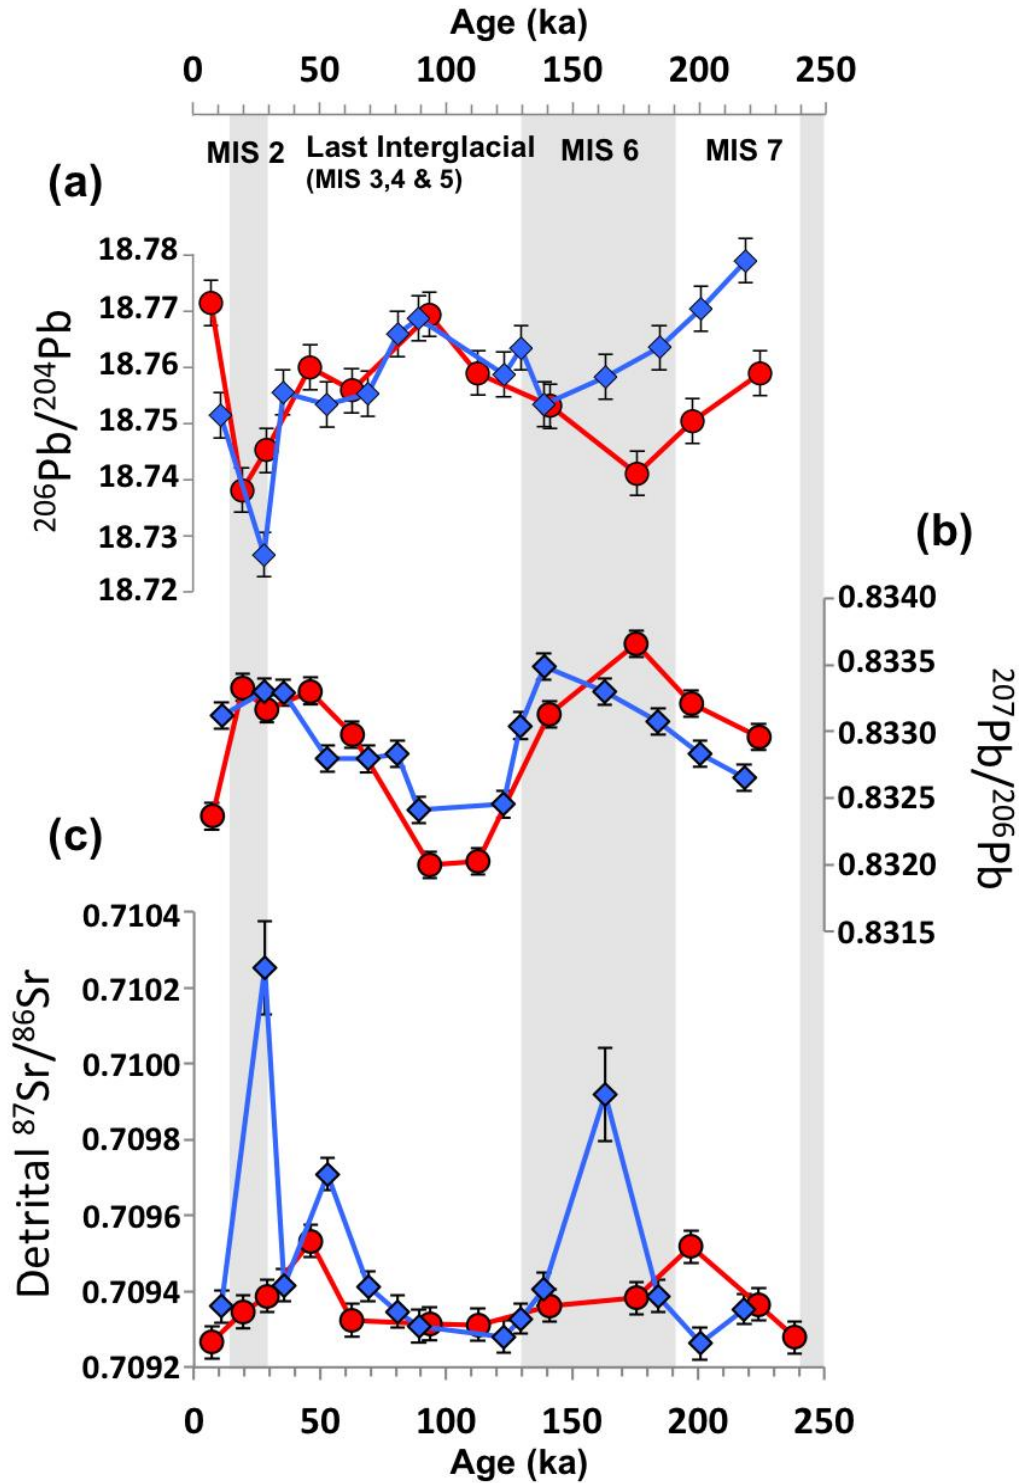 Age (ka)
0 50 100 150 200 250
MIS 2 Last Interglacial MIS 6 MIS 7
(MIS 3,4 & 5)
(a)
18.78
18.77
18.76
18.75
18.74
18.73
18.72
²⁰⁶Pb/²⁰⁴Pb
(b)
0.8340
0.8335
0.8330
0.8325
0.8320
0.8315
²⁰⁷Pb/²⁰⁶Pb
(c)
0.7104
0.7102
0.7100
0.7098
0.7096
0.7094
0.7092
Detrital ⁸⁷Sr/⁸⁶Sr
0 50 100 150 200 250
Age (ka)